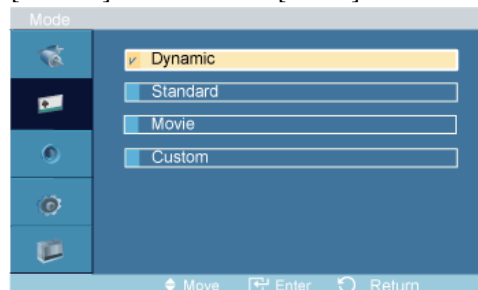 Mode
Dynamic
Standard
Movie
Custom
Move Enter Return